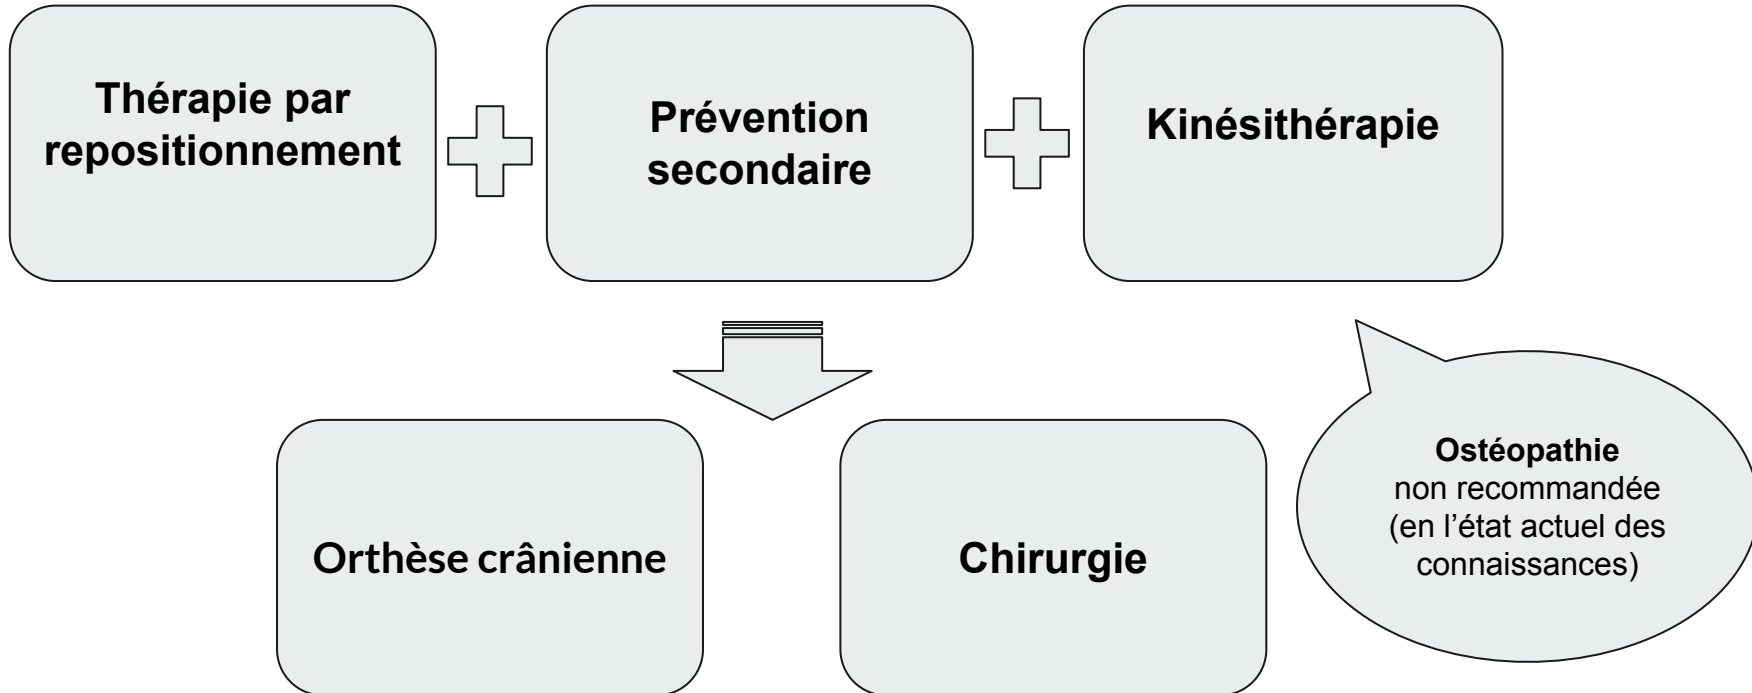 Thérapie par
repositionnement
Prévention
secondaire
Kinésithérapie
Orthèse crânienne
Chirurgie
Ostéopathie
non recommandée
(en l’état actuel des
connaissances)